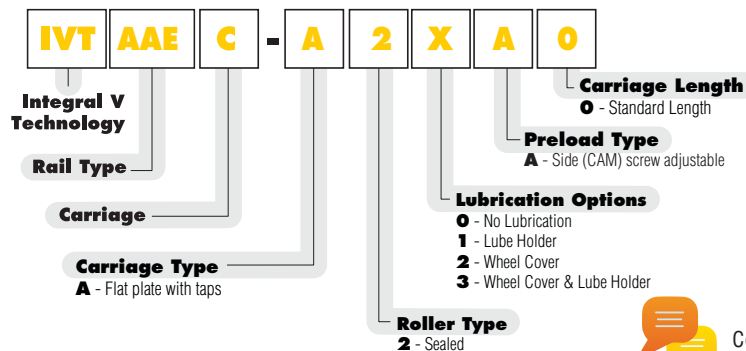 IVT AAE C - A 2 X A 0
Integral V
Technology
Rail Type
Carriage
Carriage Type
A - Flat plate with taps
Roller Type
2 - Sealed
Lubrication Options
0 - No Lubrication
1 - Lube Holder
2 - Wheel Cover
3 - Wheel Cover & Lube Holder
Preload Type
A - Side (CAM) screw adjustable
Carriage Length
0 - Standard Length